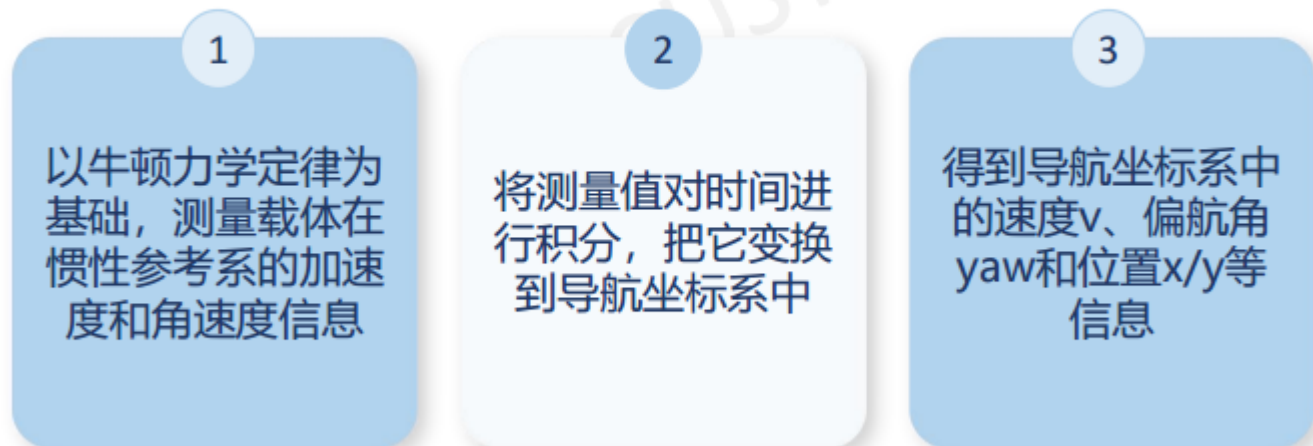 1
以牛顿力学定律为
基础，测量载体在
惯性参考系的加速
度和角速度信息
2
将测量值对时间进
行积分，把它变换
到导航坐标系中
3
得到导航坐标系中
的速度v、偏航角
yaw和位置x/y等
信息